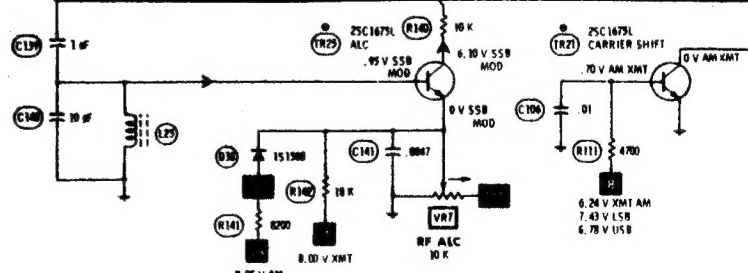 C139
1 pF
R140
10 K
TR25
2SC1675L
ALC
6.10 V SSB
MOD
.95 V SSB
MOD
TR21
2SC1675L
CARRIER SHIFT
0 V AM XMT
.70 V AM XMT
C140
10 pF
L25
0 V SSB
MOD
C106
.01
D30
1S1588
C141
.0047
R111
4700
R142
18 K
VR7
RF ALC
10 K
R141
8200
8.00 V XMT
6.24 V XMT AM
7.43 V LSB
6.78 V USB